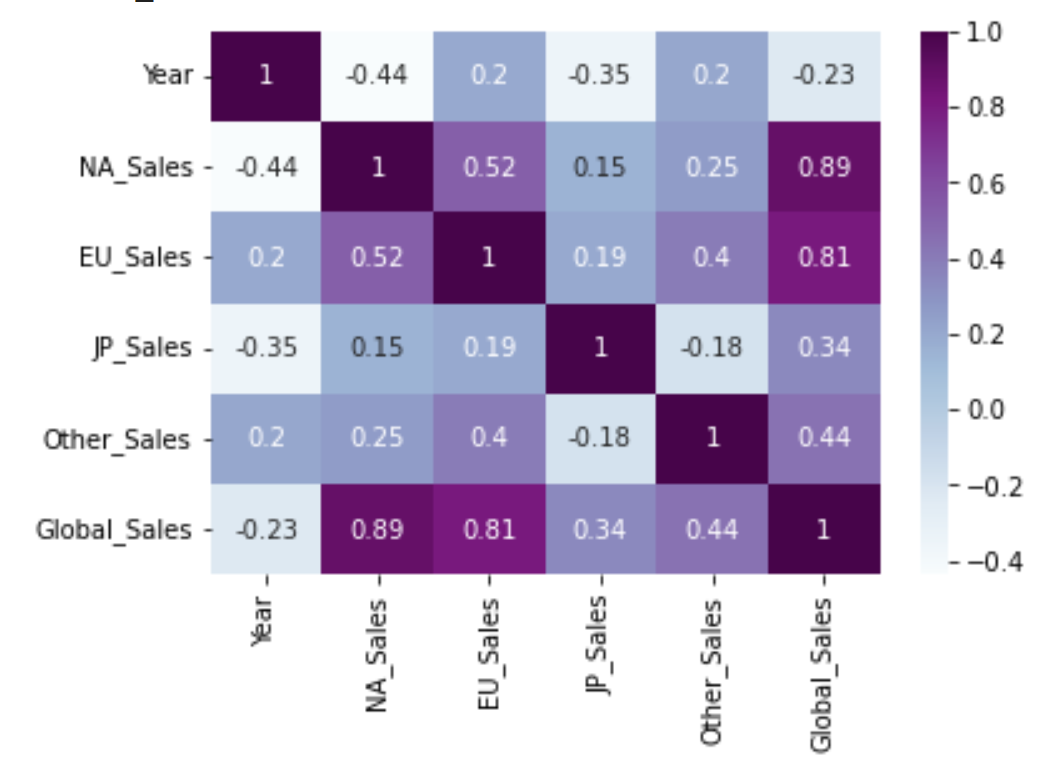 Year 1 -0.44 0.2 -0.35 0.2 -0.23
NA_Sales -0.44 1 0.52 0.15 0.25 0.89
EU_Sales 0.2 0.52 1 0.19 0.4 0.81
JP_Sales -0.35 0.15 0.19 1 -0.18 0.34
Other_Sales 0.2 0.25 0.4 -0.18 1 0.44
Global_Sales -0.23 0.89 0.81 0.34 0.44 1
Year NA_Sales EU_Sales JP_Sales Other_Sales Global_Sales
1.0
0.8
0.6
0.4
0.2
0.0
−0.2
−0.4